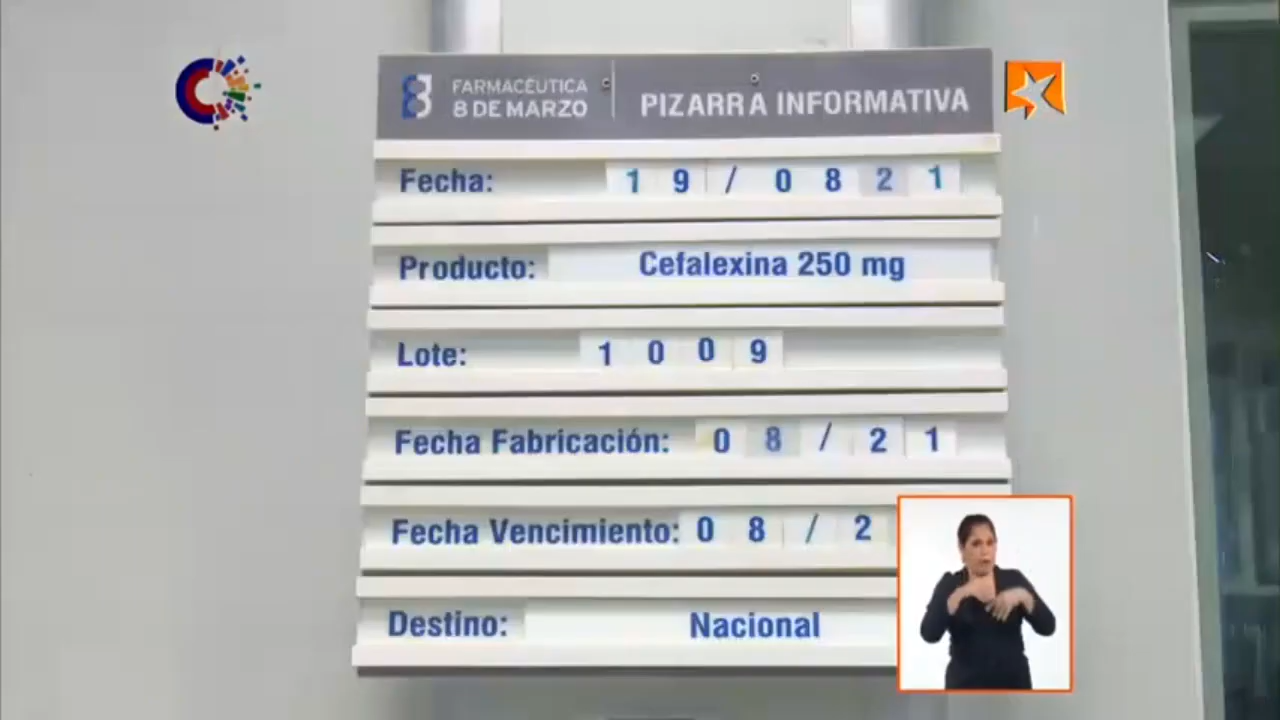 FARMACÉUTICA
8 DE MARZO
PIZARRA INFORMATIVA
Fecha: 19/0821
Producto: Cefalexina 250 mg
Lote: 1009
Fecha Fabricación: 08/21
Fecha Vencimiento: 08/2
Destino: Nacional